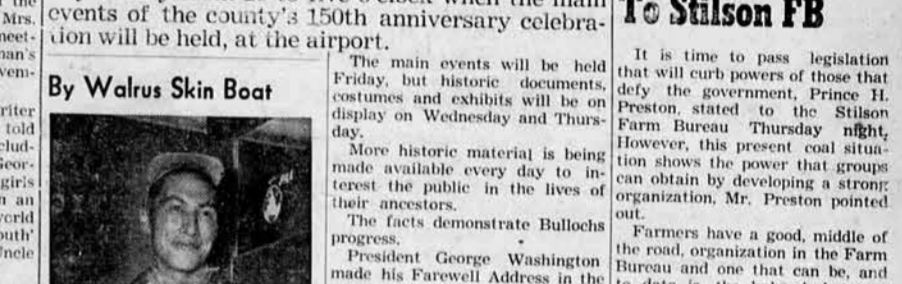 the
Mrs.
meet-
man's
vem-
riter
told
clud-
Geor-
girls
n an
vorld
outh'
Uncle
events of the county's 150th anniversary celebra-
tion will be held, at the airport.
By Walrus Skin Boat
The main events will be held
Friday, but historic documents,
costumes and exhibits will be on
display on Wednesday and Thurs-
day.
More historic material is being
made available every day to in-
terest the public in the lives of
their ancestors.
The facts demonstrate Bullochs
progress.
President George Washington
made his Farewell Address in the
To Stilson FB
It is time to pass legislation
that will curb powers of those that
defy the government, Prince H.
Preston, stated to the Stilson
Farm Bureau Thursday night,
However, this present coal situa-
tion shows the power that groups
can obtain by developing a strong
organization, Mr. Preston pointed
out.
Farmers have a good, middle of
the road, organization in the Farm
Bureau and one that can be, and